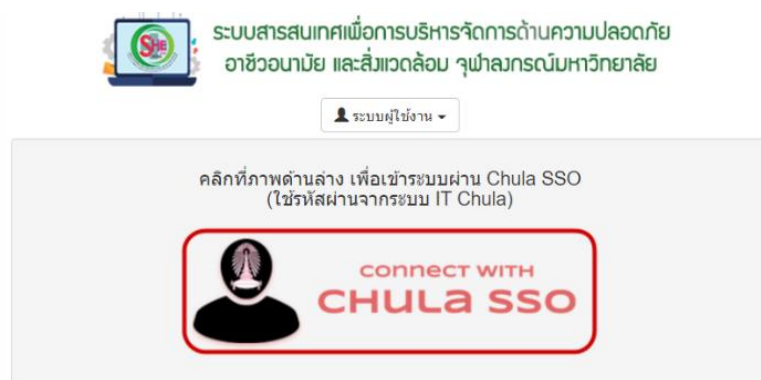 SHE
ระบบสารสนเทศเพื่อการบริหารจัดการด้านความปลอดภัย
อาชีวอนามัย และสิ่งแวดล้อม จุฬาลงกรณ์มหาวิทยาลัย
ระบบผู้ใช้งาน
คลิกที่ภาพด้านล่าง เพื่อเข้าระบบผ่าน Chula SSO
(ใช้รหัสผ่านจากระบบ IT Chula)
connecT wiTH
cHULa sso